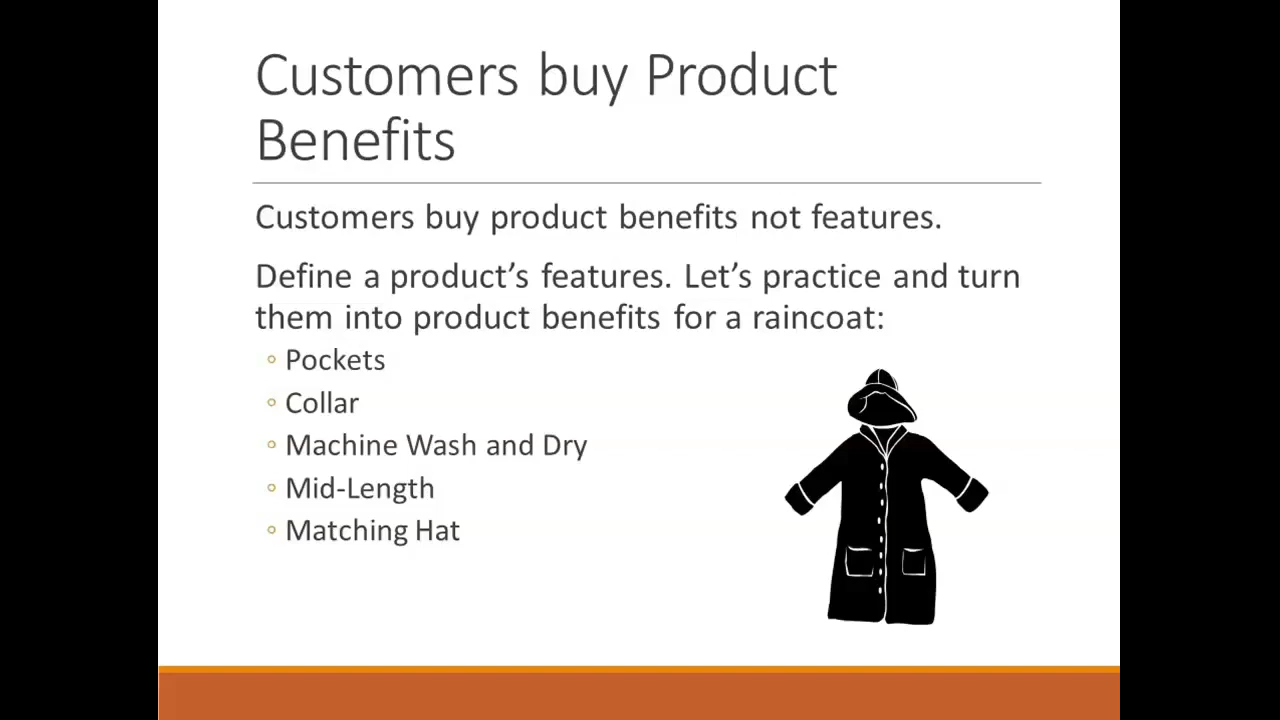 Customers buy Product
Benefits
Customers buy product benefits not features.
Define a product’s features. Let’s practice and turn
them into product benefits for a raincoat:
◦ Pockets
◦ Collar
◦ Machine Wash and Dry
◦ Mid-Length
◦ Matching Hat